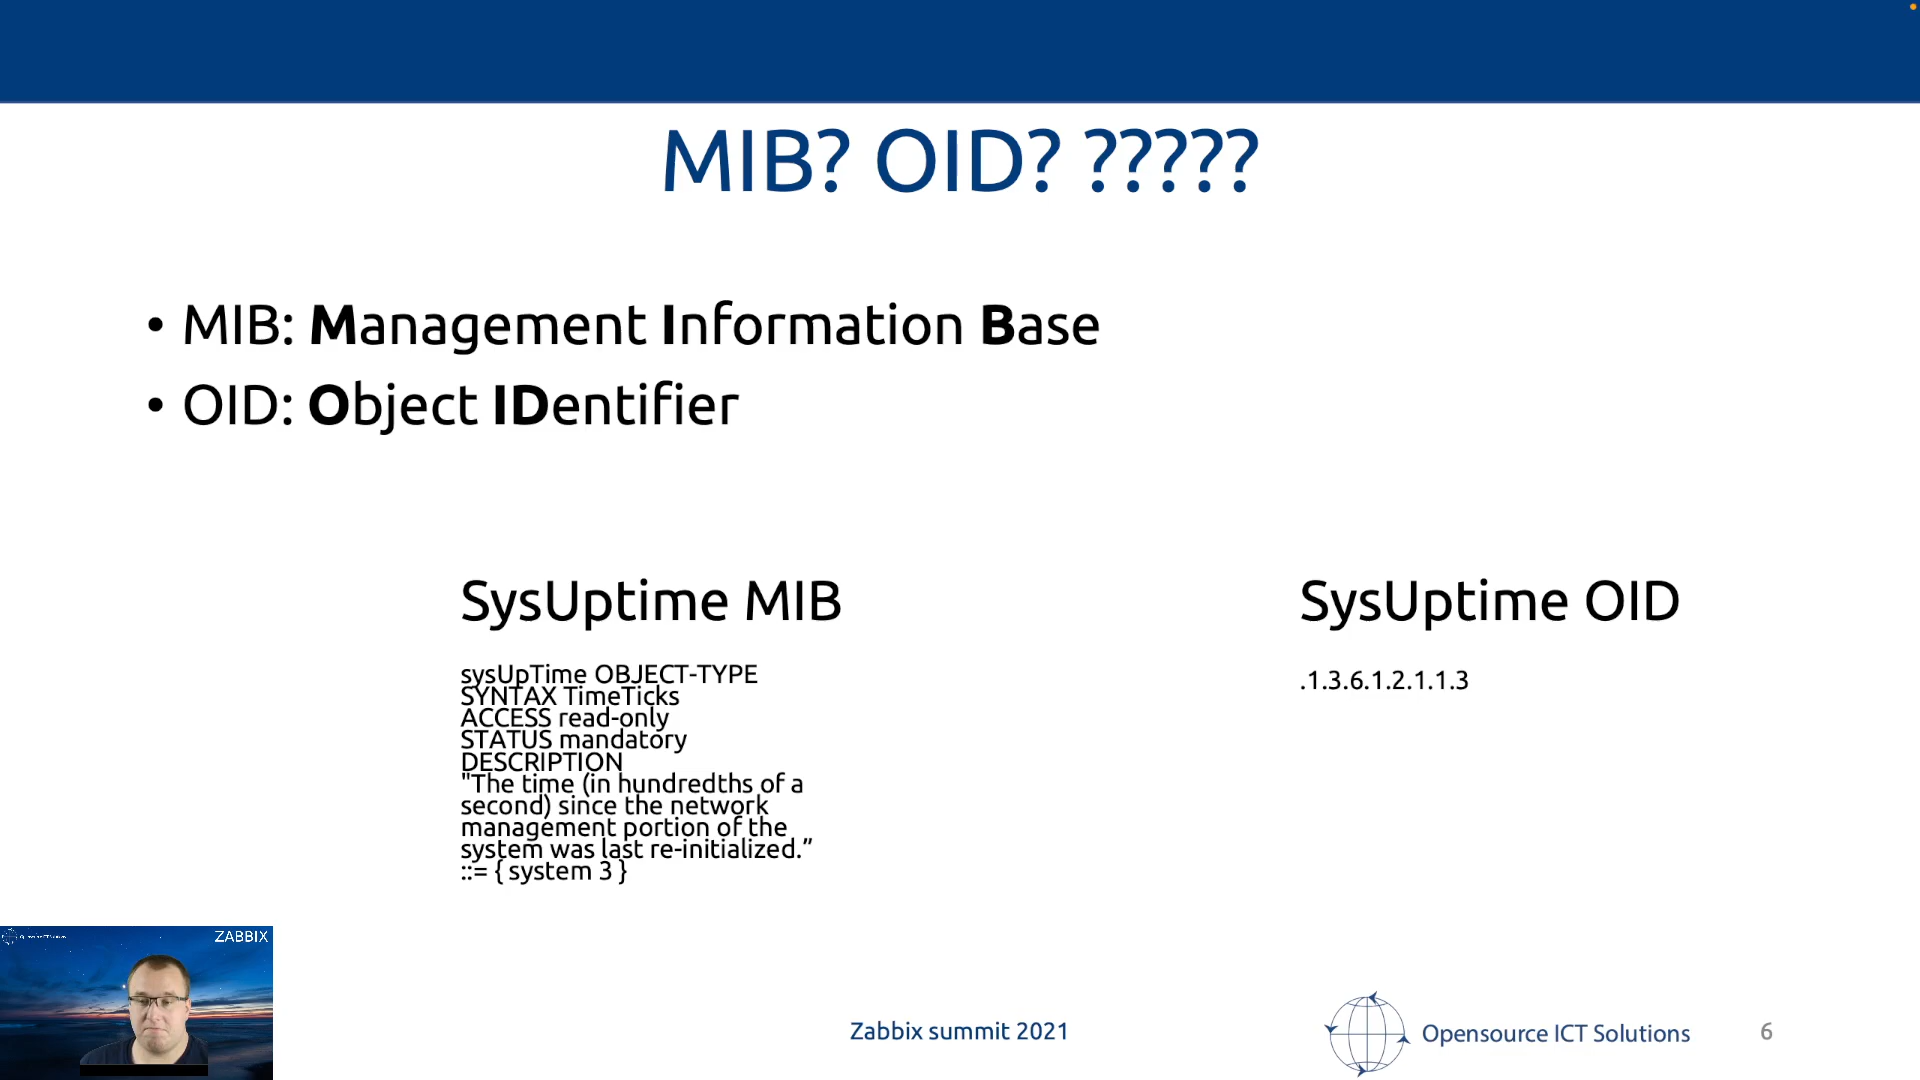 MIB? OID? ?????
• MIB: Management Information Base
• OID: Object IDentifier
SysUptime MIB
sysUpTime OBJECT-TYPE
SYNTAX TimeTicks
ACCESS read-only
STATUS mandatory
DESCRIPTION
"The time (in hundredths of a
second) since the network
management portion of the
system was last re-initialized.”
::= { system 3 }
SysUptime OID
.1.3.6.1.2.1.1.3
ZABBIX
Zabbix summit 2021
Opensource ICT Solutions
6